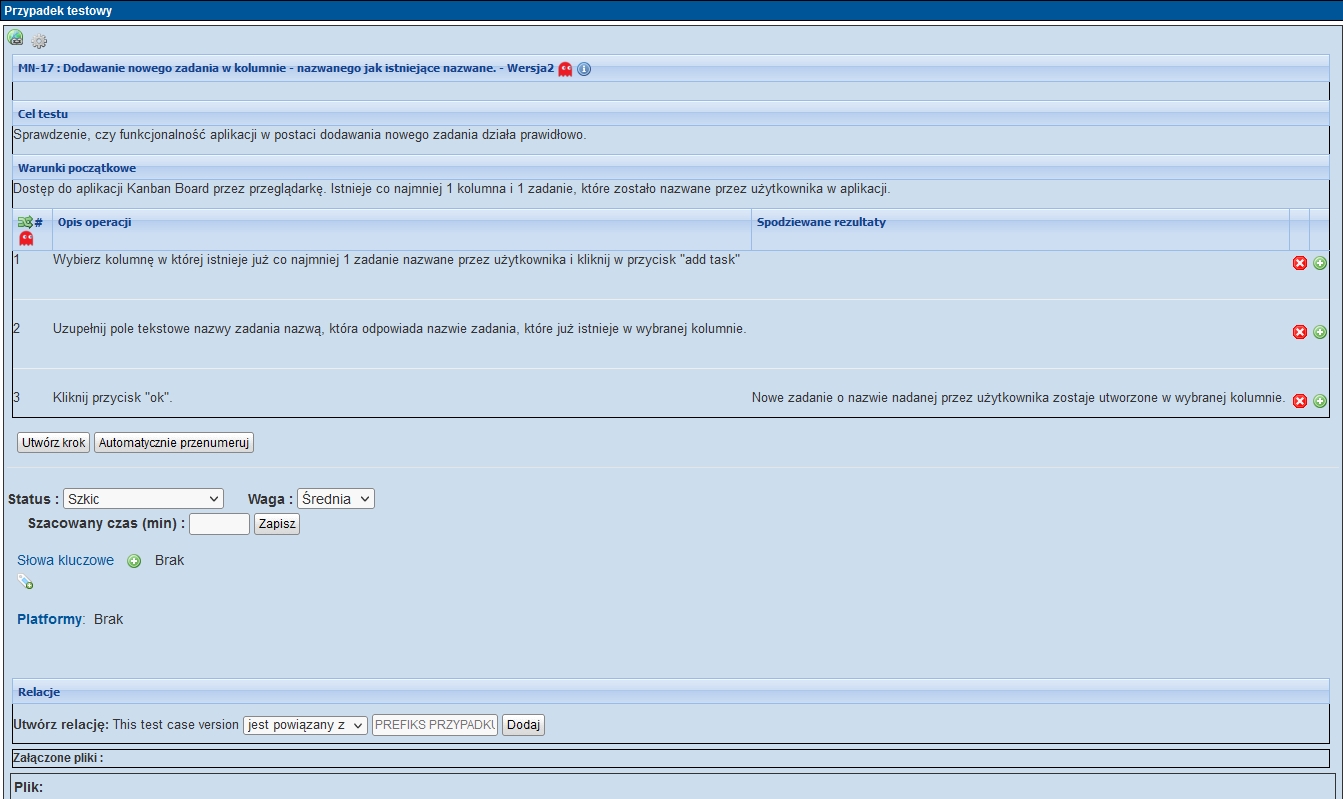 Przypadek testowy
MN-17 : Dodawanie nowego zadania w kolumnie - nazwanego jak istniejące nazwane. - Wersja2
Cel testu
Sprawdzenie, czy funkcjonalność aplikacji w postaci dodawania nowego zadania działa prawidłowo.
Warunki początkowe
Dostęp do aplikacji Kanban Board przez przeglądarkę. Istnieje co najmniej 1 kolumna i 1 zadanie, które zostało nazwane przez użytkownika w aplikacji.
# Opis operacji Spodziewane rezultaty
1 Wybierz kolumnę w której istnieje już co najmniej 1 zadanie nazwane przez użytkownika i kliknij w przycisk "add task"
2 Uzupełnij pole tekstowe nazwy zadania nazwą, która odpowiada nazwie zadania, które już istnieje w wybranej kolumnie.
3 Kliknij przycisk "ok". Nowe zadanie o nazwie nadanej przez użytkownika zostaje utworzone w wybranej kolumnie.
Utwórz krok Automatycznie przenumeruj
Status : Szkic Waga : Średnia
Szacowany czas (min) : Zapisz
Słowa kluczowe Brak
Platformy: Brak
Relacje
Utwórz relację: This test case version jest powiązany z PREFIKS PRZYPADKU Dodaj
Załączone pliki :
Plik: